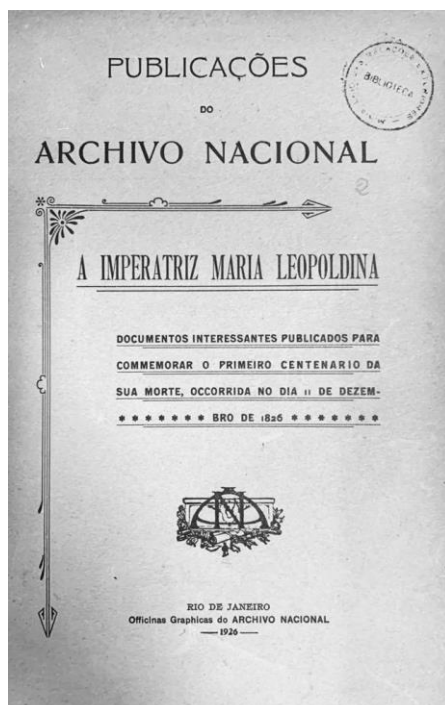 PUBLICAÇÕES
DO
ARCHIVO NACIONAL
BIBLIOTECA
A IMPERATRIZ MARIA LEOPOLDINA
DOCUMENTOS INTERESSANTES PUBLICADOS PARA
COMMEMORAR O PRIMEIRO CENTENARIO DA
SUA MORTE, OCCORRIDA NO DIA 11 DE DEZEM-
* * * * * * * BRO DE 1826 * * * * * * *
RIO DE JANEIRO
Officinas Graphicas do ARCHIVO NACIONAL
—— 1926 ——